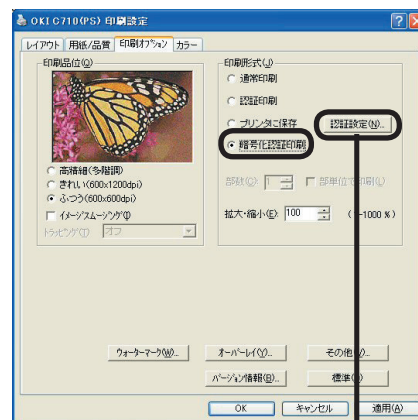 OKI C710(PS) 印刷設定
レイアウト 用紙/品質 印刷オプション カラー
印刷品位(Q)
高精細(多階調)
きれい(600x1200dpi)
ふつう(600x600dpi)
イメージスムージング(I)
トラッピング(T) オフ
印刷形式(J)
通常印刷
認証印刷
プリンタに保存 認証設定(N)...
暗号化認証印刷
部数(C): 1 部単位で印刷(L)
拡大・縮小(E): 100 -1000 %)
ウォーターマーク(W)... オーバーレイ(Y)... その他
バージョン情報(B)... 標準
OK キャンセル 適用(A)